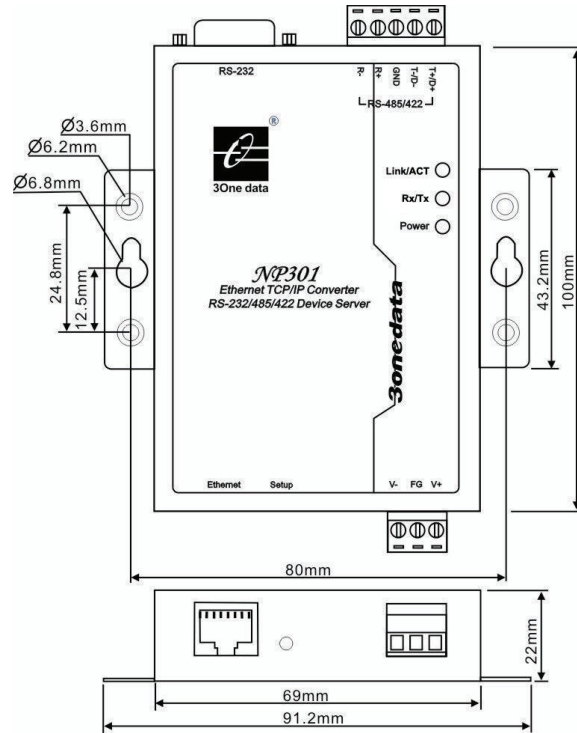 RS-232
R-
R+
GND
T-/D-
T+/D+
RS-485/422
Ø3.6mm
Ø6.2mm
Ø6.8mm
®
3One data
Link/ACT
Rx/Tx
Power
24.8mm
12.5mm
43.2mm
100mm
NP301
Ethernet TCP/IP Converter
RS-232/485/422 Device Server
3onedata
Ethernet
Setup
V-
FG
V+
80mm
22mm
69mm
91.2mm